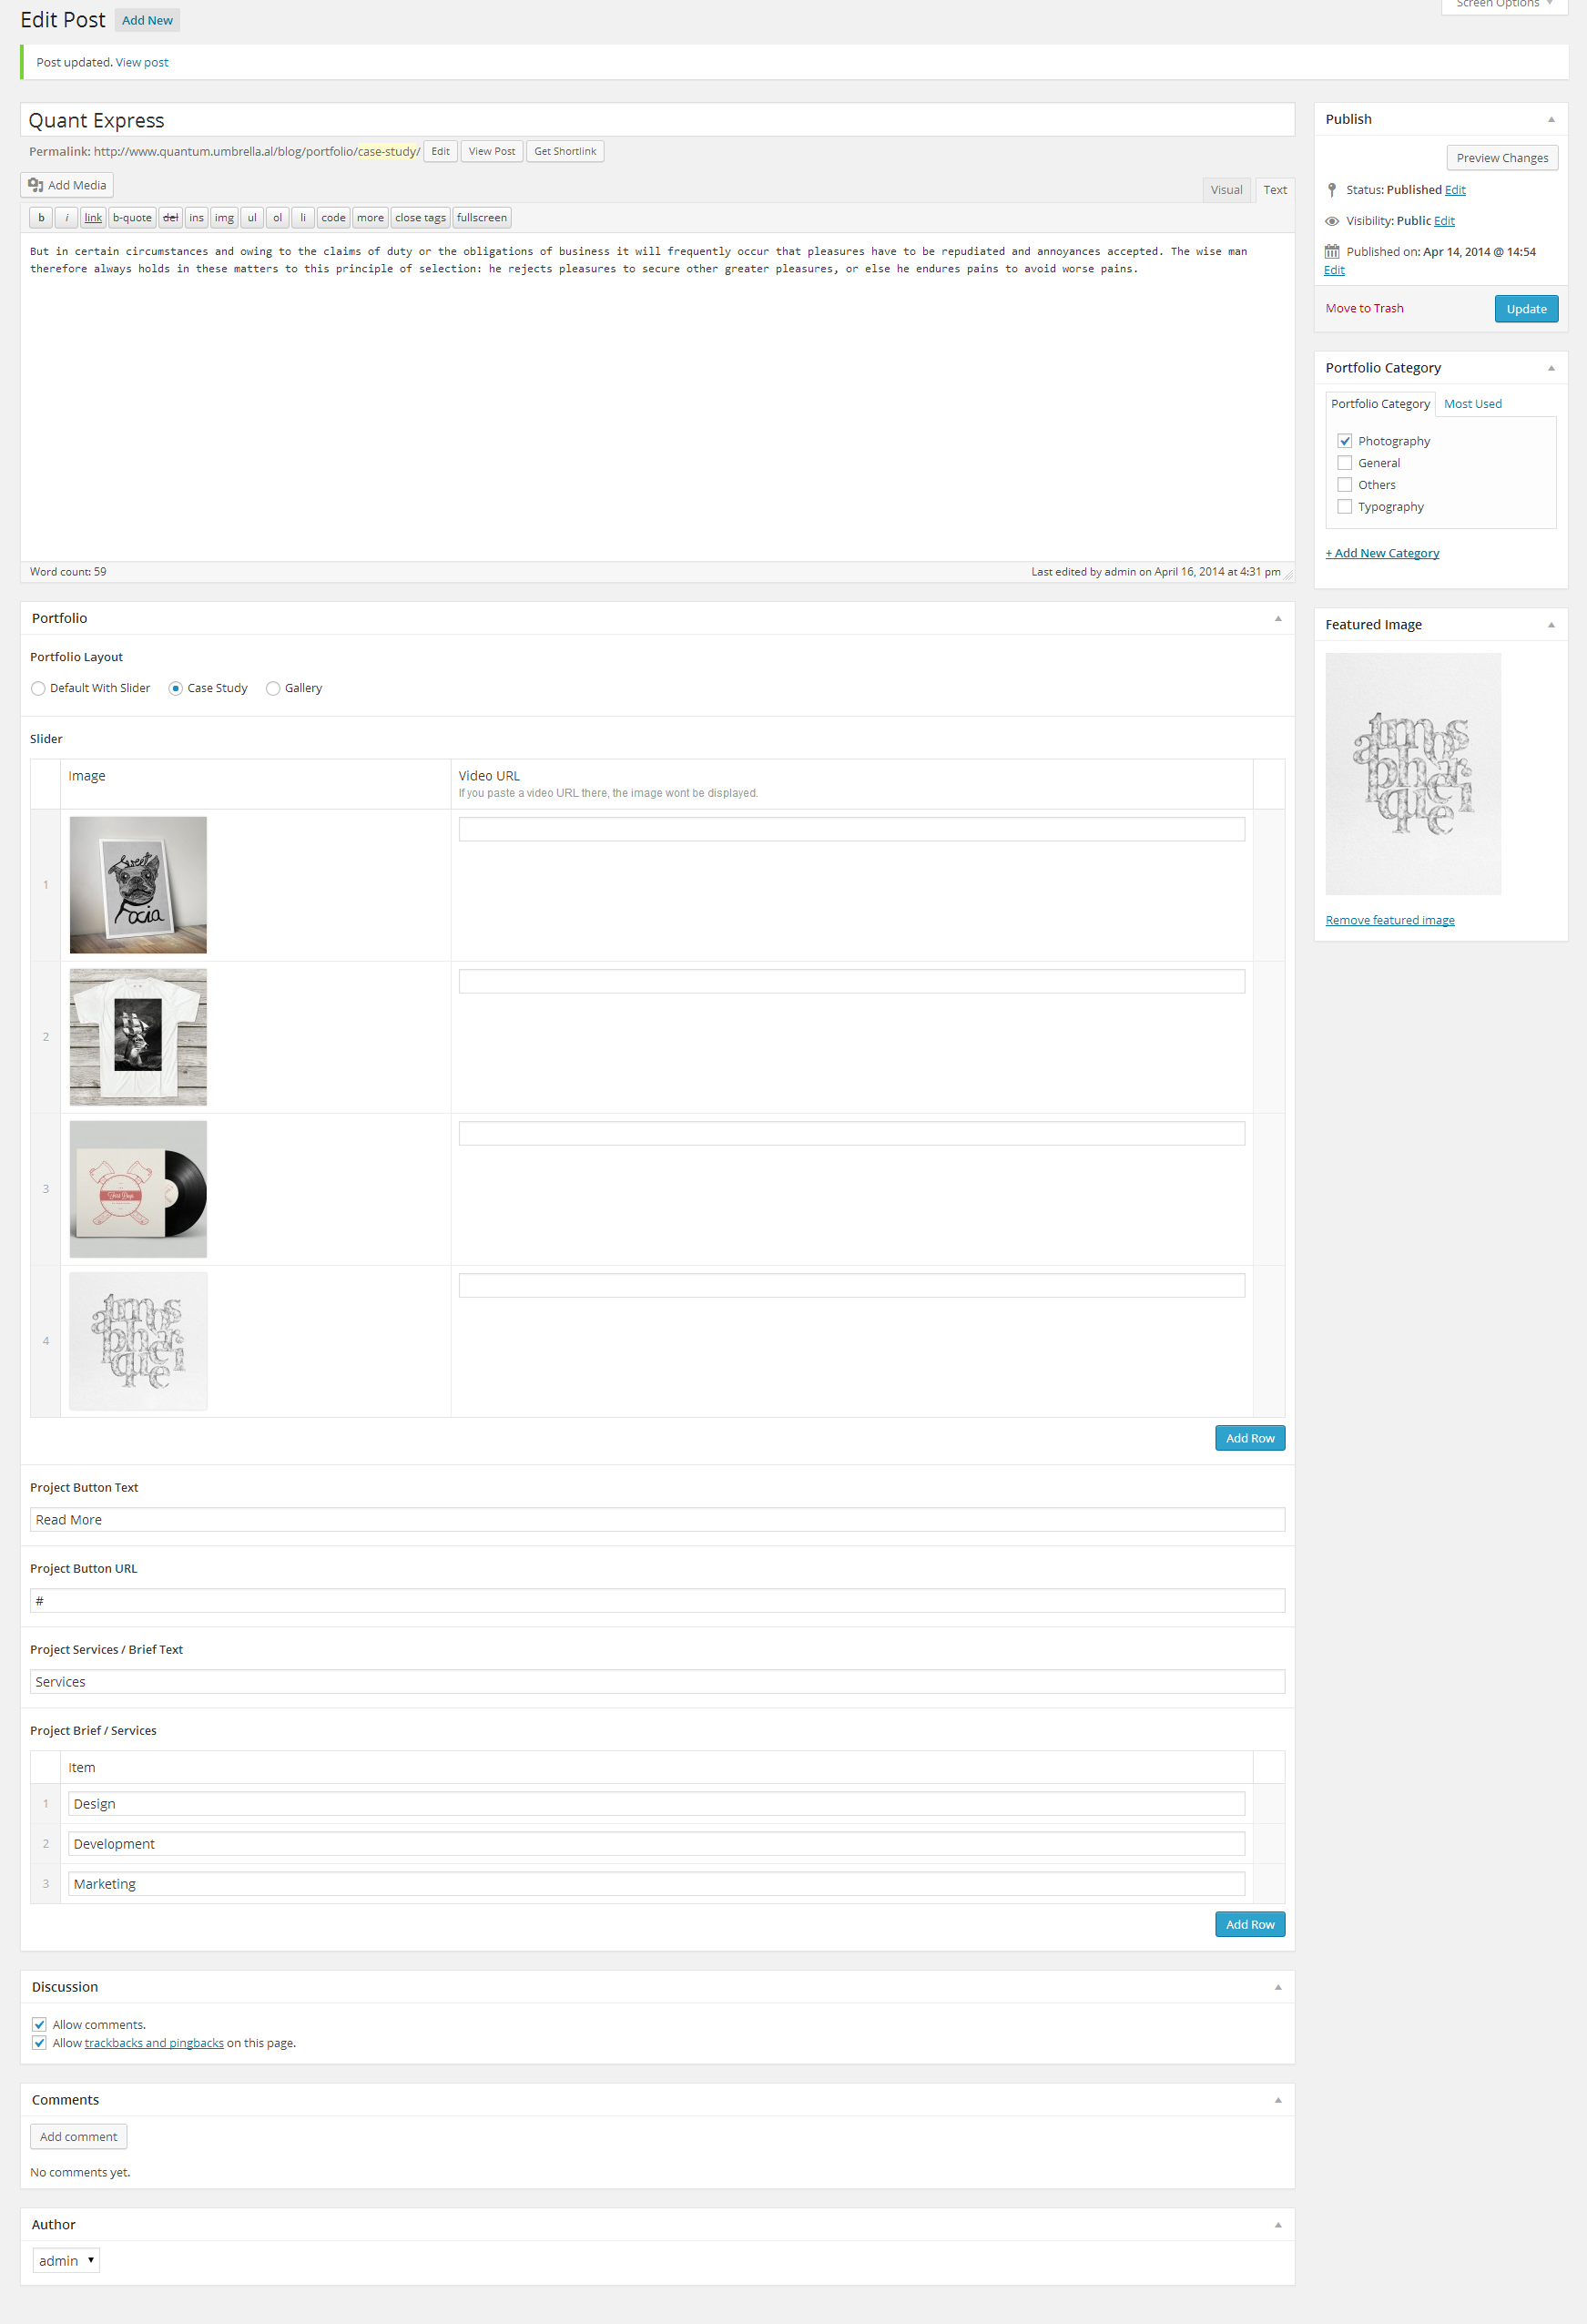 Edit Post Add New
Screen Options
Post updated. View post
Quant Express
Permalink: http://www.quantum.umbrella.al/blog/portfolio/case-study/ Edit View Post Get Shortlink
Add Media
Visual Text
b i link b-quote del ins img ul ol li code more close tags fullscreen
But in certain circumstances and owing to the claims of duty or the obligations of business it will frequently occur that pleasures have to be repudiated and annoyances accepted. The wise man
therefore always holds in these matters to this principle of selection: he rejects pleasures to secure other greater pleasures, or else he endures pains to avoid worse pains.
Word count: 59
Last edited by admin on April 16, 2014 at 4:31 pm
Portfolio
Portfolio Layout
Default With Slider Case Study Gallery
Slider
Image
Video URL
If you paste a video URL there, the image wont be displayed.
1
Sweet
Focia
2
3
4
atmos
phär
ique
Add Row
Project Button Text
Read More
Project Button URL
#
Project Services / Brief Text
Services
Project Brief / Services
Item
1 Design
2 Development
3 Marketing
Add Row
Discussion
Allow comments.
Allow trackbacks and pingbacks on this page.
Comments
Add comment
No comments yet.
Author
admin
Publish
Preview Changes
Status: Published Edit
Visibility: Public Edit
Published on: Apr 14, 2014 @ 14:54
Edit
Move to Trash
Update
Portfolio Category
Portfolio Category Most Used
Photography
General
Others
Typography
+ Add New Category
Featured Image
Remove featured image